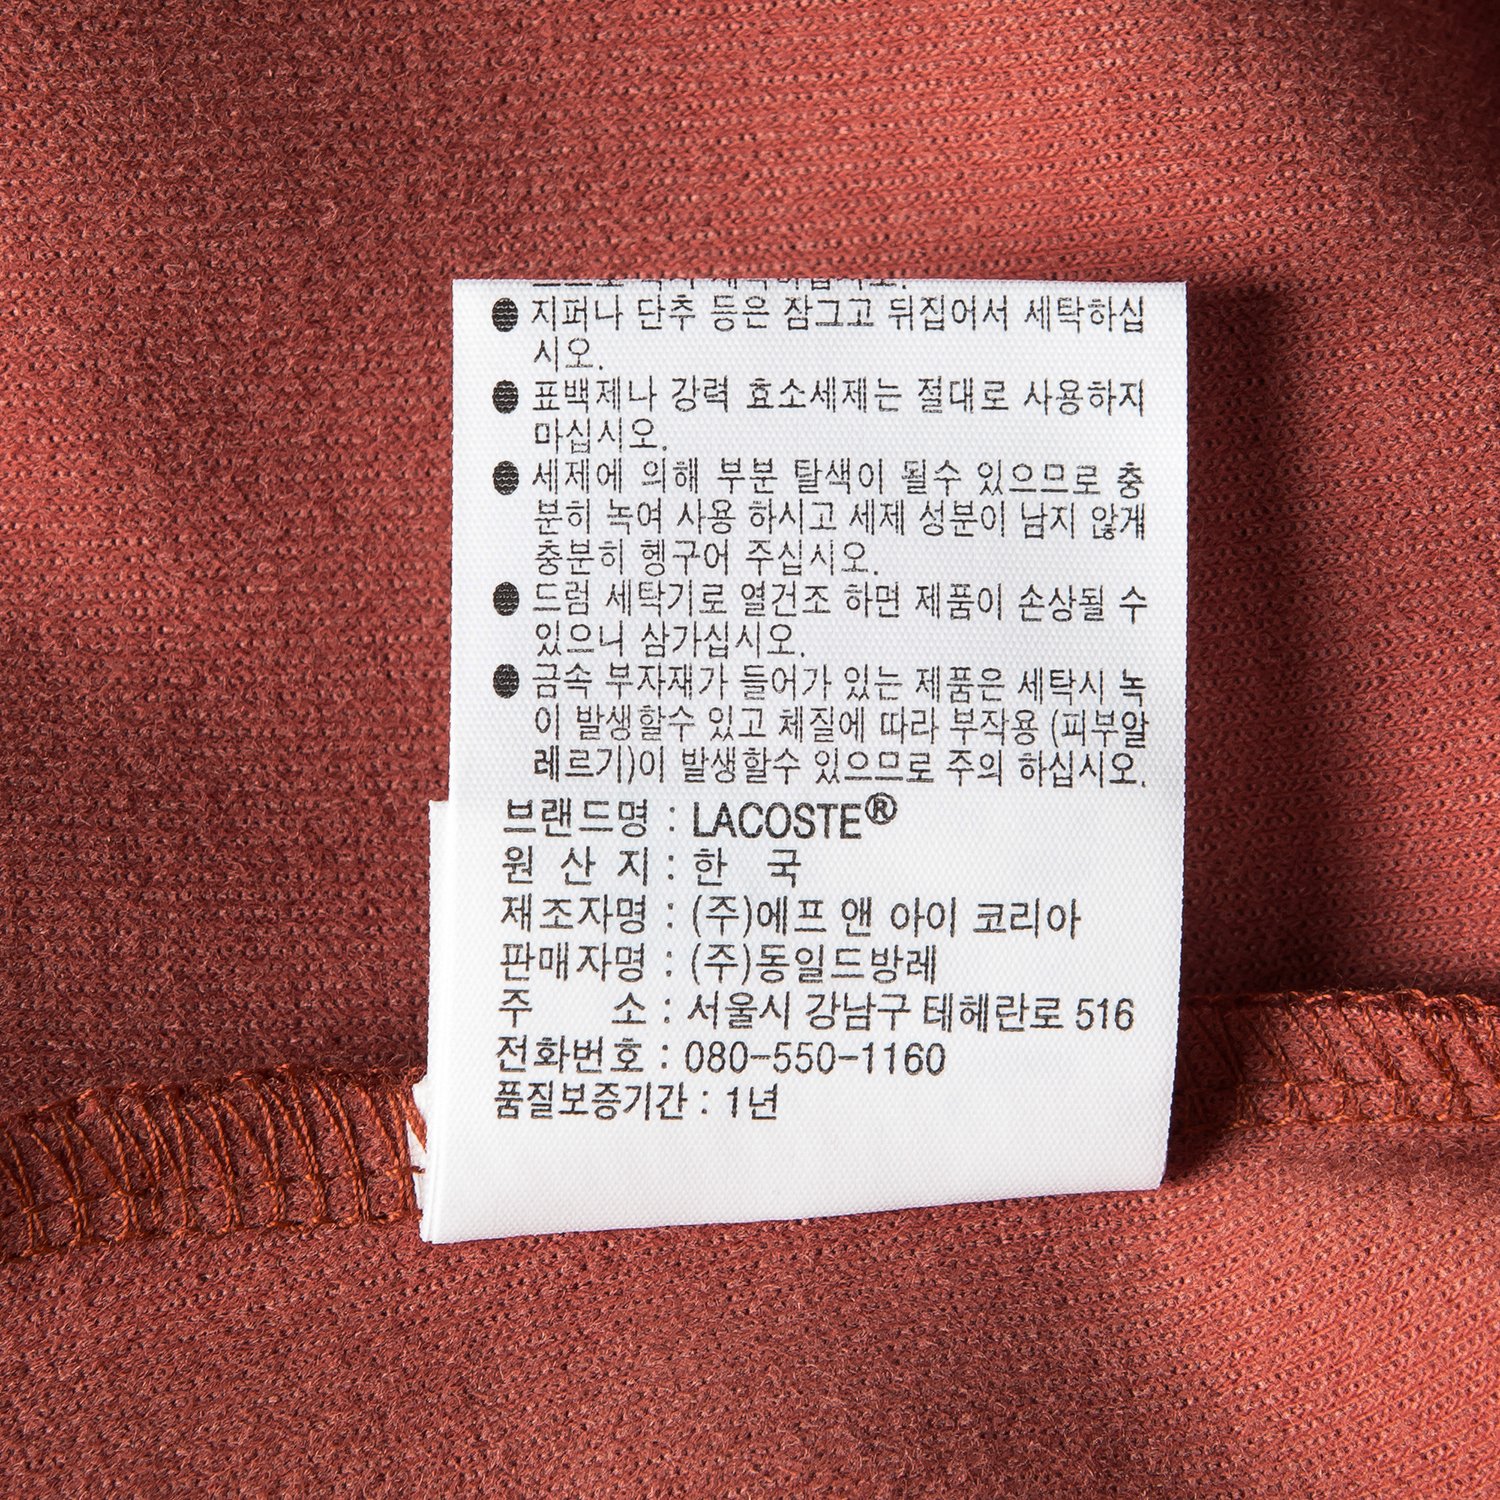 ● 지퍼나 단추 등은 잠그고 뒤집어서 세탁하십
시오.
● 표백제나 강력 효소세제는 절대로 사용하지
마십시오.
● 세제에 의해 부분 탈색이 될수 있으므로 충
분히 녹여 사용 하시고 세제 성분이 남지 않게
충분히 헹구어 주십시오.
● 드럼 세탁기로 열건조 하면 제품이 손상될 수
있으니 삼가십시오.
● 금속 부자재가 들어가 있는 제품은 세탁시 녹
이 발생할수 있고 체질에 따라 부작용 (피부알
레르기)이 발생할수 있으므로 주의 하십시오.
브랜드명 : LACOSTE®
원 산 지 : 한 국
제조자명 : (주)에프 앤 아이 코리아
판매자명 : (주)동일드방레
주 소 : 서울시 강남구 테헤란로 516
전화번호 : 080-550-1160
품질보증기간 : 1년